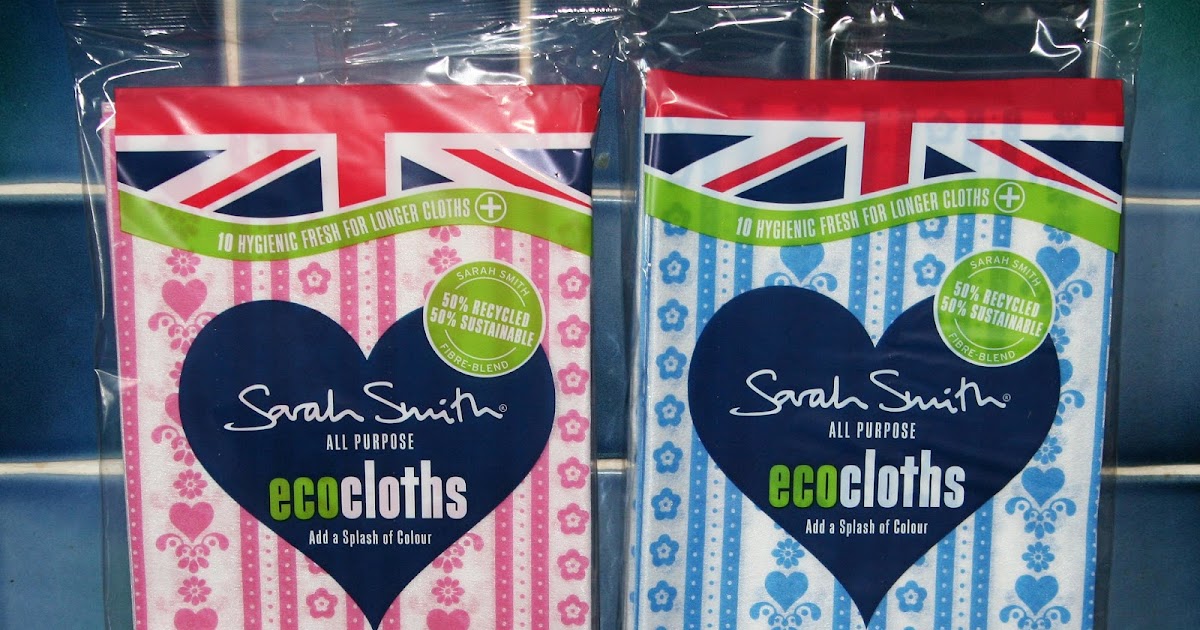 10 HYGIENIC FRESH FOR LONGER CLOTHS +
SARAH SMITH
50% RECYCLED
50% SUSTAINABLE
FIBRE-BLEND
Sarah Smith®
ALL PURPOSE
ecocloths
Add a Splash of Colour
10 HYGIENIC FRESH FOR LONGER CLOTHS +
SARAH SMITH
50% RECYCLED
50% SUSTAINABLE
FIBRE-BLEND
Sarah Smith®
ALL PURPOSE
ecocloths
Add a Splash of Colour